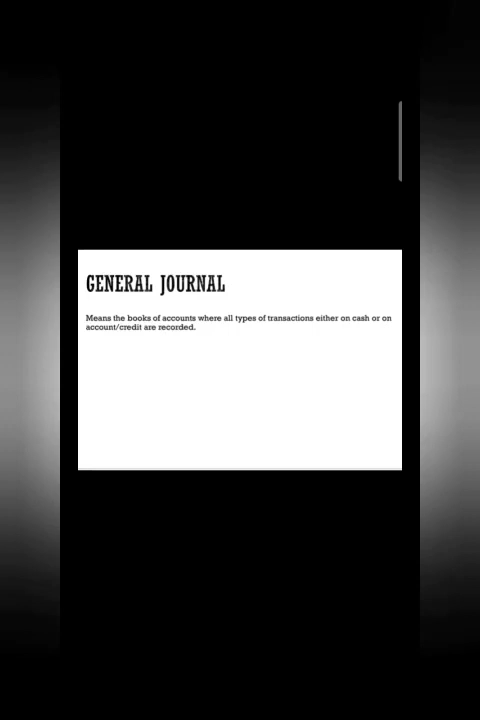 GENERAL JOURNAL
Means the books of accounts where all types of transactions either on cash or on
account/credit are recorded.